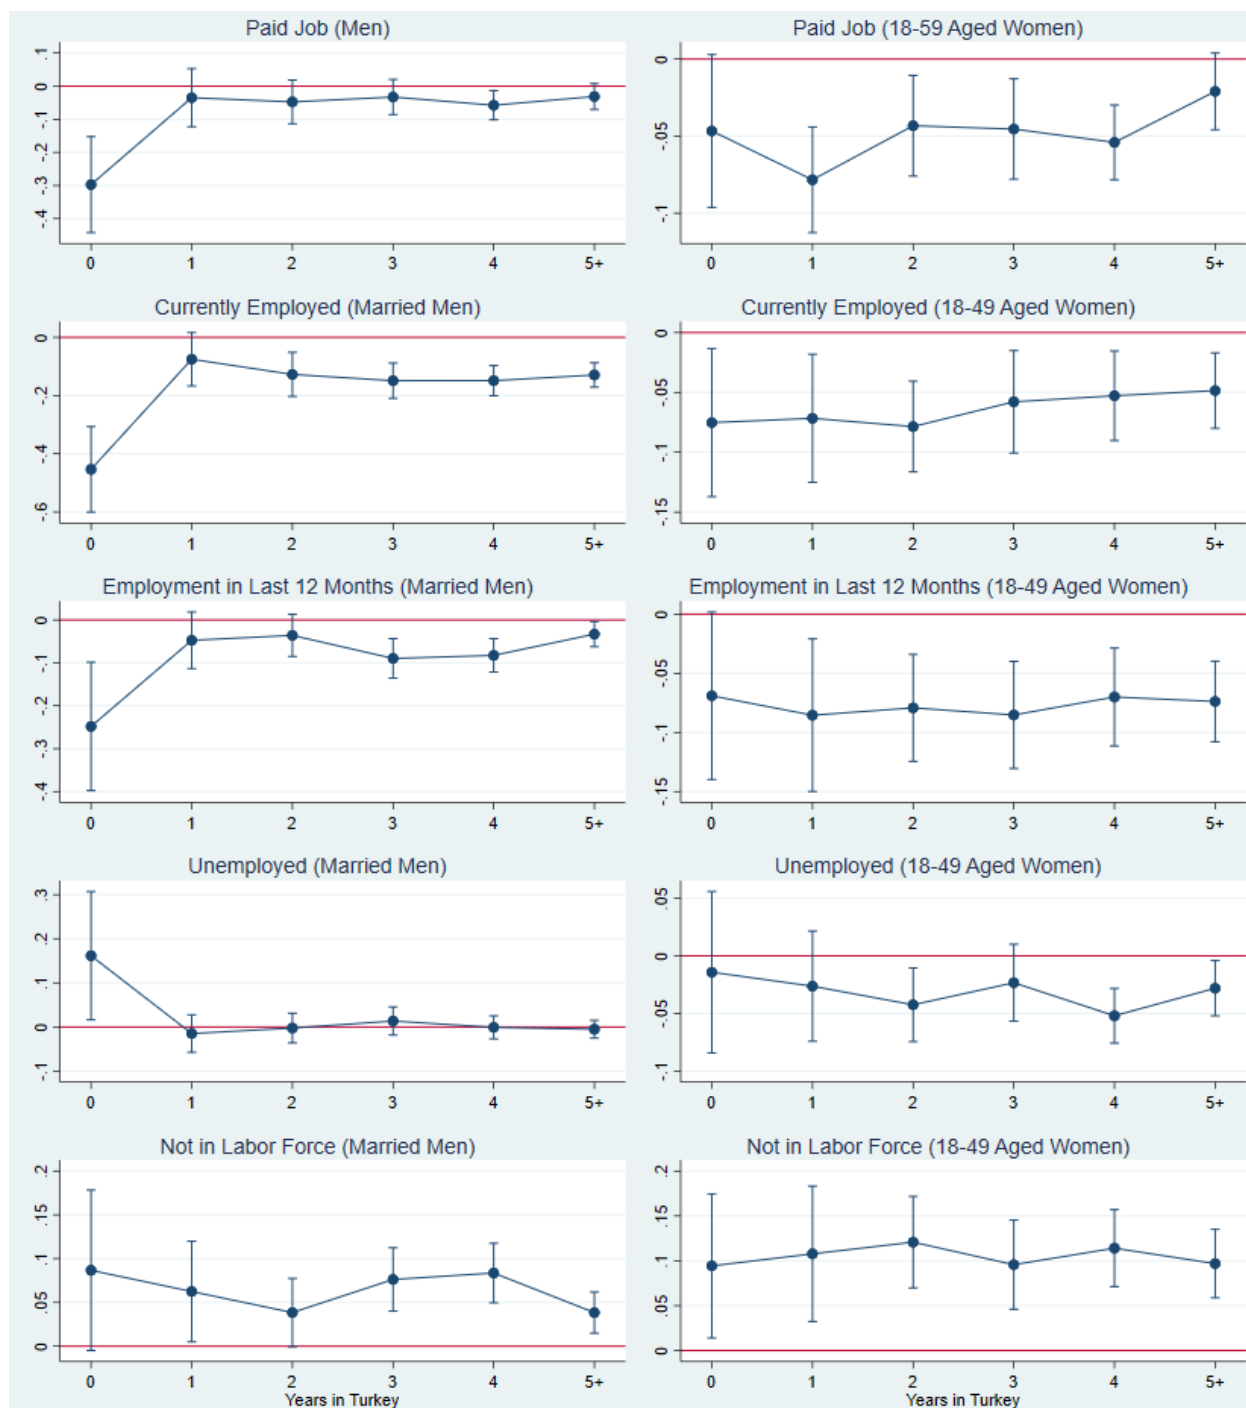 Paid Job (Men)
.1
0
-.1
-.2
-.3
-.4
0 1 2 3 4 5+
Paid Job (18-59 Aged Women)
0
-.05
-.1
0 1 2 3 4 5+
Currently Employed (Married Men)
0
-.2
-.4
-.6
0 1 2 3 4 5+
Currently Employed (18-49 Aged Women)
0
-.05
-.1
-.15
0 1 2 3 4 5+
Employment in Last 12 Months (Married Men)
0
-.1
-.2
-.3
-.4
0 1 2 3 4 5+
Employment in Last 12 Months (18-49 Aged Women)
0
-.05
-.1
-.15
0 1 2 3 4 5+
Unemployed (Married Men)
.3
.2
.1
0
-.1
0 1 2 3 4 5+
Unemployed (18-49 Aged Women)
.05
0
-.05
-.1
0 1 2 3 4 5+
Not in Labor Force (Married Men)
.2
.15
.1
.05
0
0 1 2 3 4 5+
Years in Turkey
Not in Labor Force (18-49 Aged Women)
.2
.15
.1
.05
0
0 1 2 3 4 5+
Years in Turkey